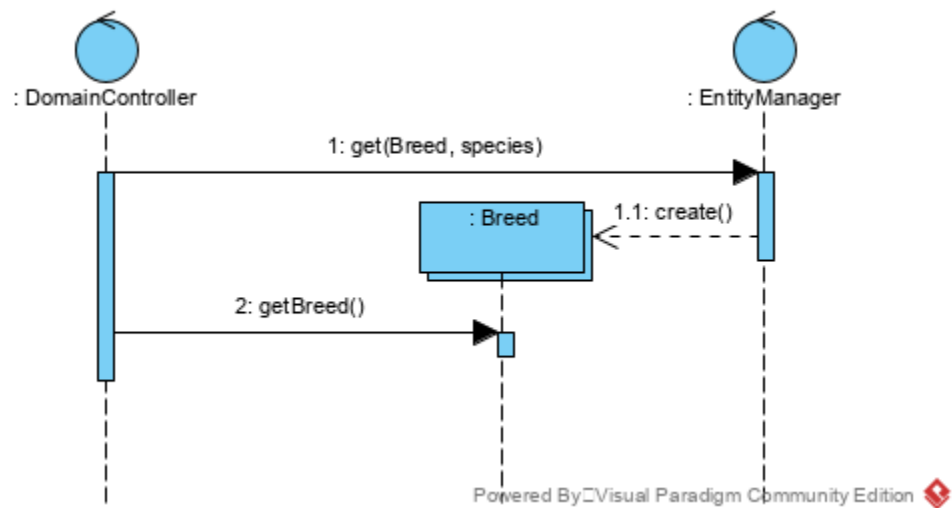 : DomainController
: EntityManager
1: get(Breed, species)
: Breed
1.1: create()
2: getBreed()
Powered By Visual Paradigm Community Edition